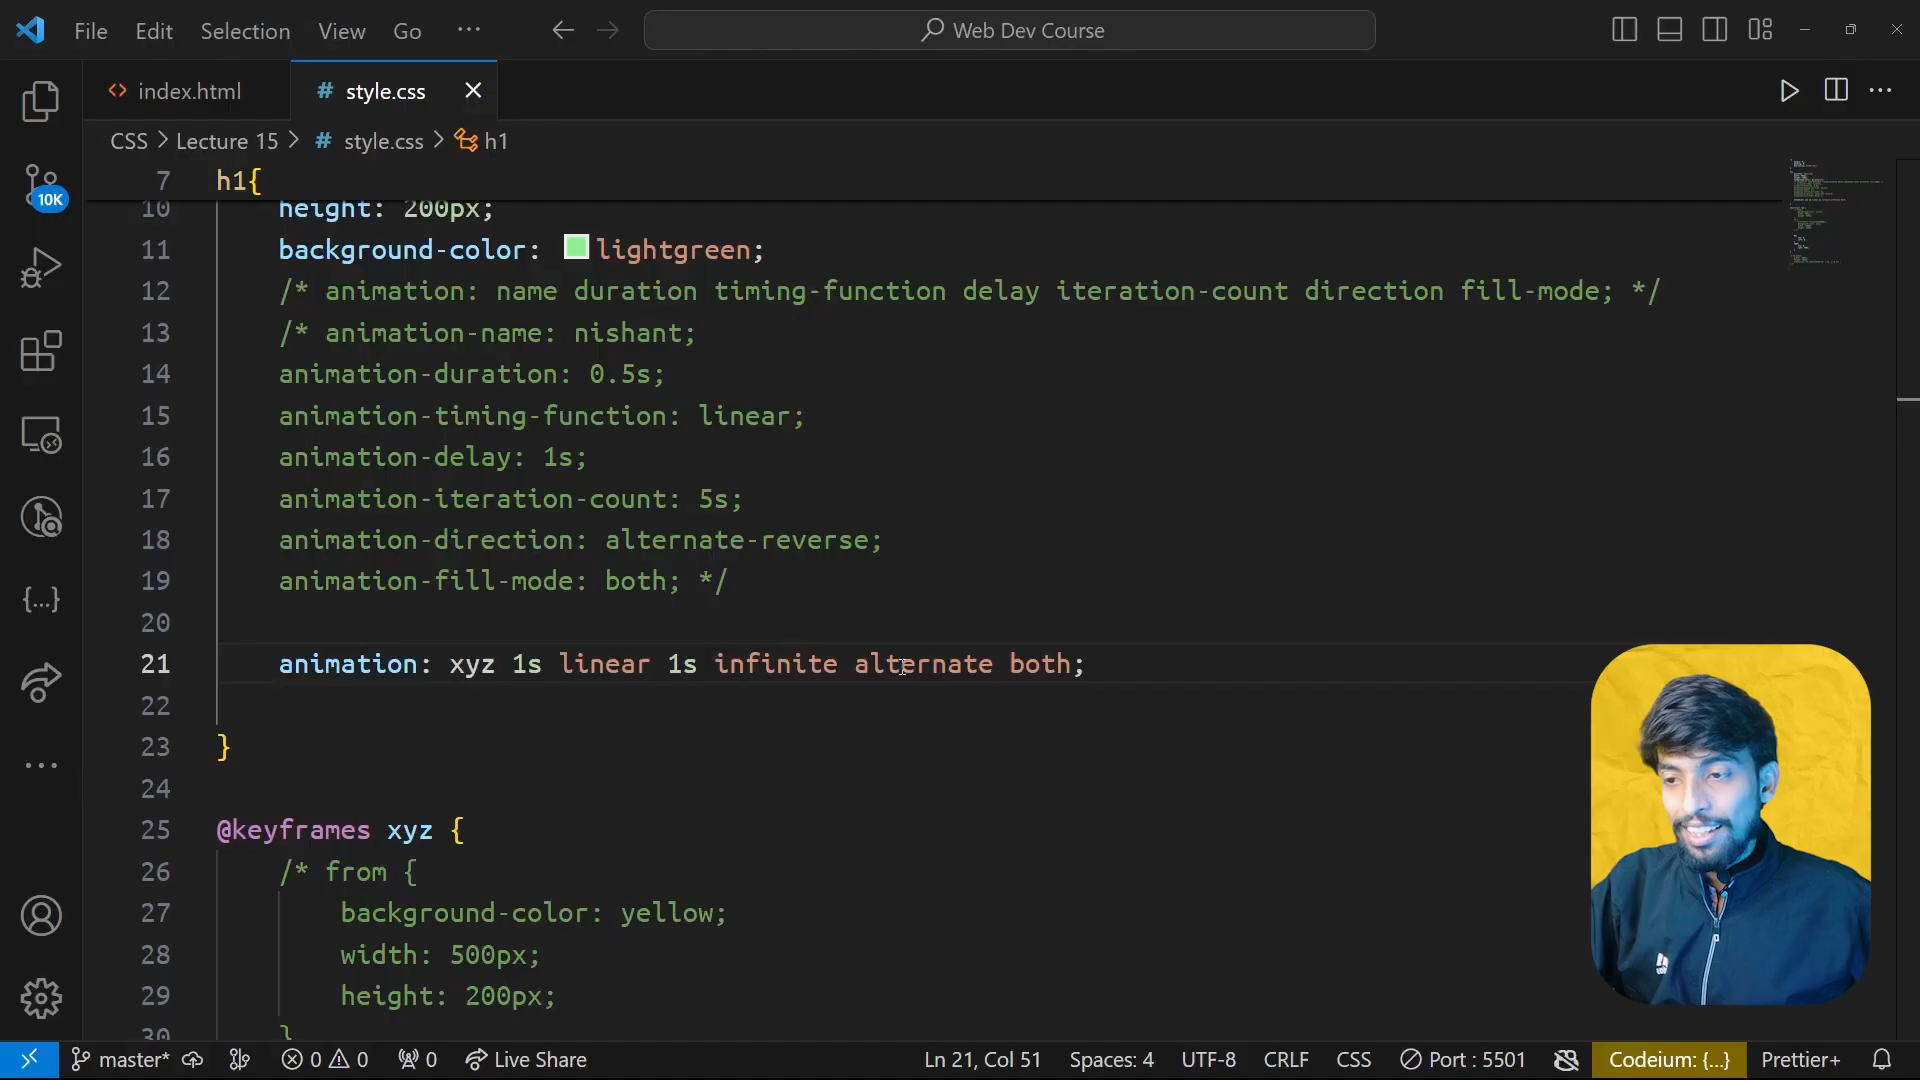 File Edit Selection View Go ··· Web Dev Course
index.html # style.css
CSS > Lecture 15 > # style.css > h1
7 h1{
10 height: 200px;
11 background-color: lightgreen;
12 /* animation: name duration timing-function delay iteration-count direction fill-mode; */
13 /* animation-name: nishant;
14 animation-duration: 0.5s;
15 animation-timing-function: linear;
16 animation-delay: 1s;
17 animation-iteration-count: 5s;
18 animation-direction: alternate-reverse;
19 animation-fill-mode: both; */
20
21 animation: xyz 1s linear 1s infinite alternate both;
22
23 }
24
25 @keyframes xyz {
26 /* from {
27 background-color: yellow;
28 width: 500px;
29 height: 200px;
30 }
10K
master* 0 0 0 Live Share Ln 21, Col 51 Spaces: 4 UTF-8 CRLF CSS Port : 5501 Codeium: {...} Prettier+